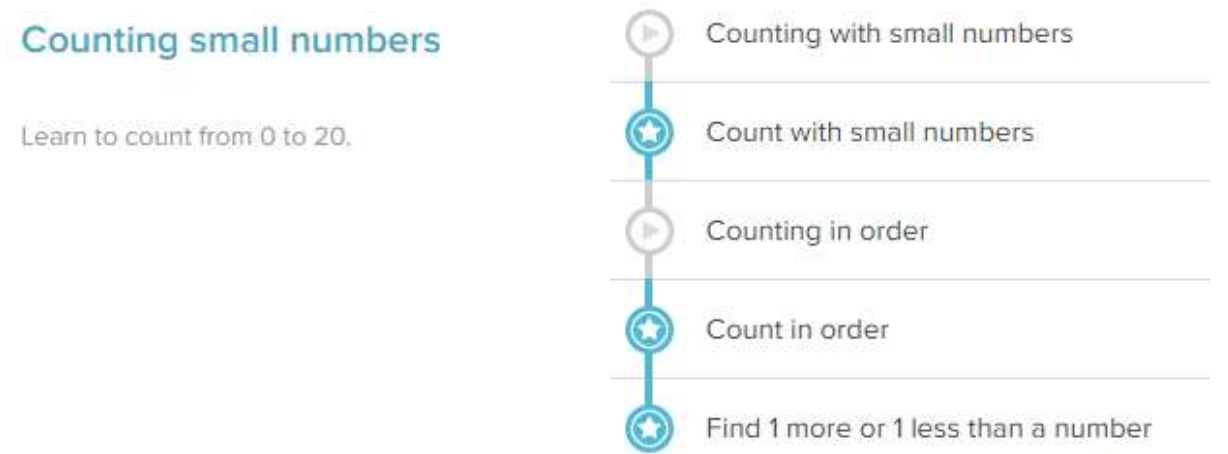 Counting small numbers
Learn to count from 0 to 20.
Counting with small numbers
Count with small numbers
Counting in order
Count in order
Find 1 more or 1 less than a number